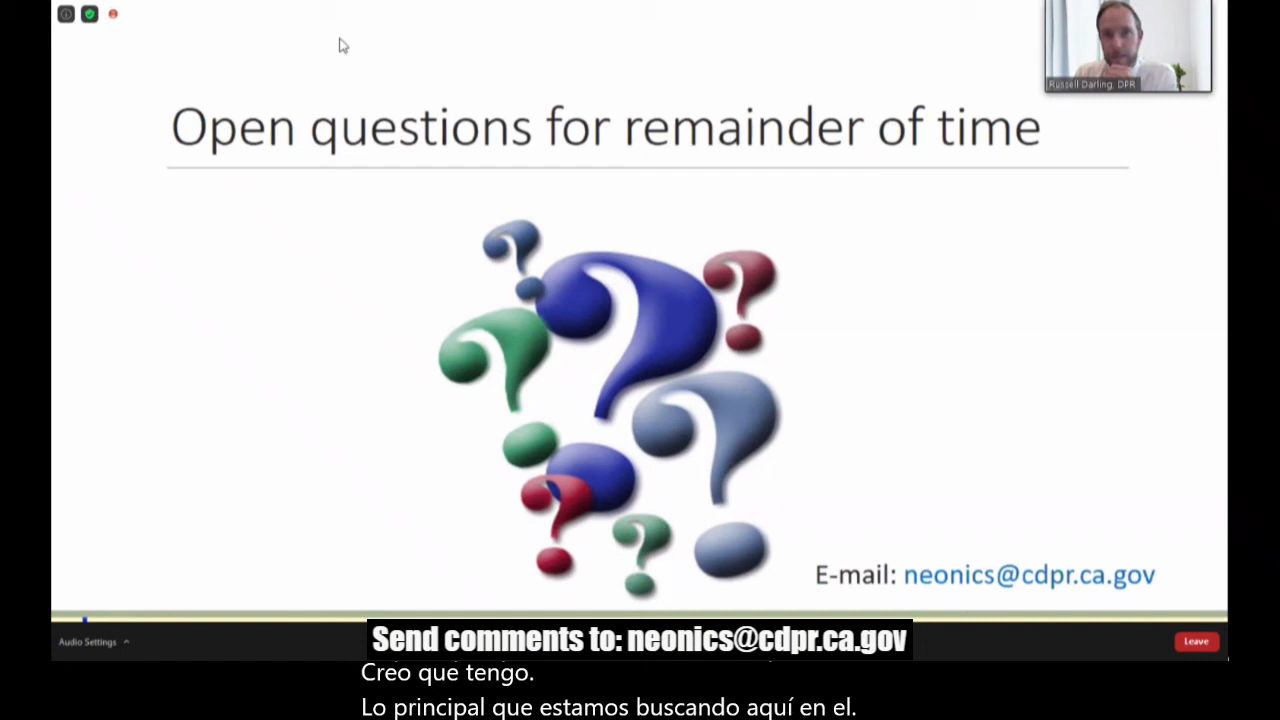 Russell Darling, DPR
Open questions for remainder of time
E-mail: neonics@cdpr.ca.gov
Audio Settings
Send comments to: neonics@cdpr.ca.gov
Leave
Creo que tengo.
Lo principal que estamos buscando aquí en el.